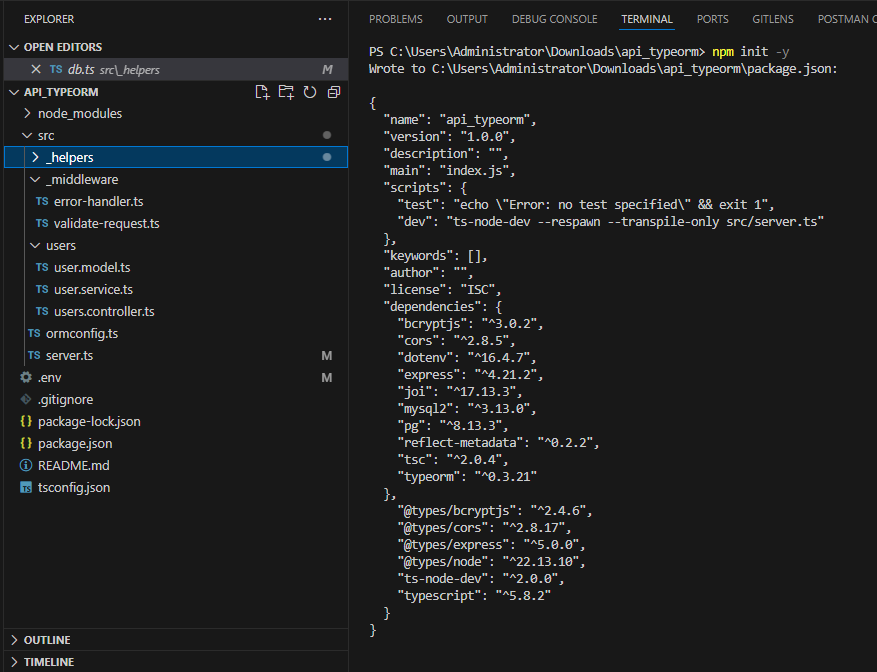 EXPLORER
OPEN EDITORS
TS db.ts src\_helpers M
API_TYPEORM
node_modules
src
_helpers
_middleware
TS error-handler.ts
TS validate-request.ts
users
TS user.model.ts
TS user.service.ts
TS users.controller.ts
TS ormconfig.ts
TS server.ts M
.env M
.gitignore
{} package-lock.json
{} package.json
README.md
TS tsconfig.json
OUTLINE
TIMELINE
PROBLEMS OUTPUT DEBUG CONSOLE TERMINAL PORTS GITLENS POSTMAN C
PS C:\Users\Administrator\Downloads\api_typeorm> npm init -y
Wrote to C:\Users\Administrator\Downloads\api_typeorm\package.json:
{
"name": "api_typeorm",
"version": "1.0.0",
"description": "",
"main": "index.js",
"scripts": {
"test": "echo \"Error: no test specified\" && exit 1",
"dev": "ts-node-dev --respawn --transpile-only src/server.ts"
},
"keywords": [],
"author": "",
"license": "ISC",
"dependencies": {
"bcryptjs": "^3.0.2",
"cors": "^2.8.5",
"dotenv": "^16.4.7",
"express": "^4.21.2",
"joi": "^17.13.3",
"mysql2": "^3.13.0",
"pg": "^8.13.3",
"reflect-metadata": "^0.2.2",
"tsc": "^2.0.4",
"typeorm": "^0.3.21"
},
"@types/bcryptjs": "^2.4.6",
"@types/cors": "^2.8.17",
"@types/express": "^5.0.0",
"@types/node": "^22.13.10",
"ts-node-dev": "^2.0.0",
"typescript": "^5.8.2"
}
}